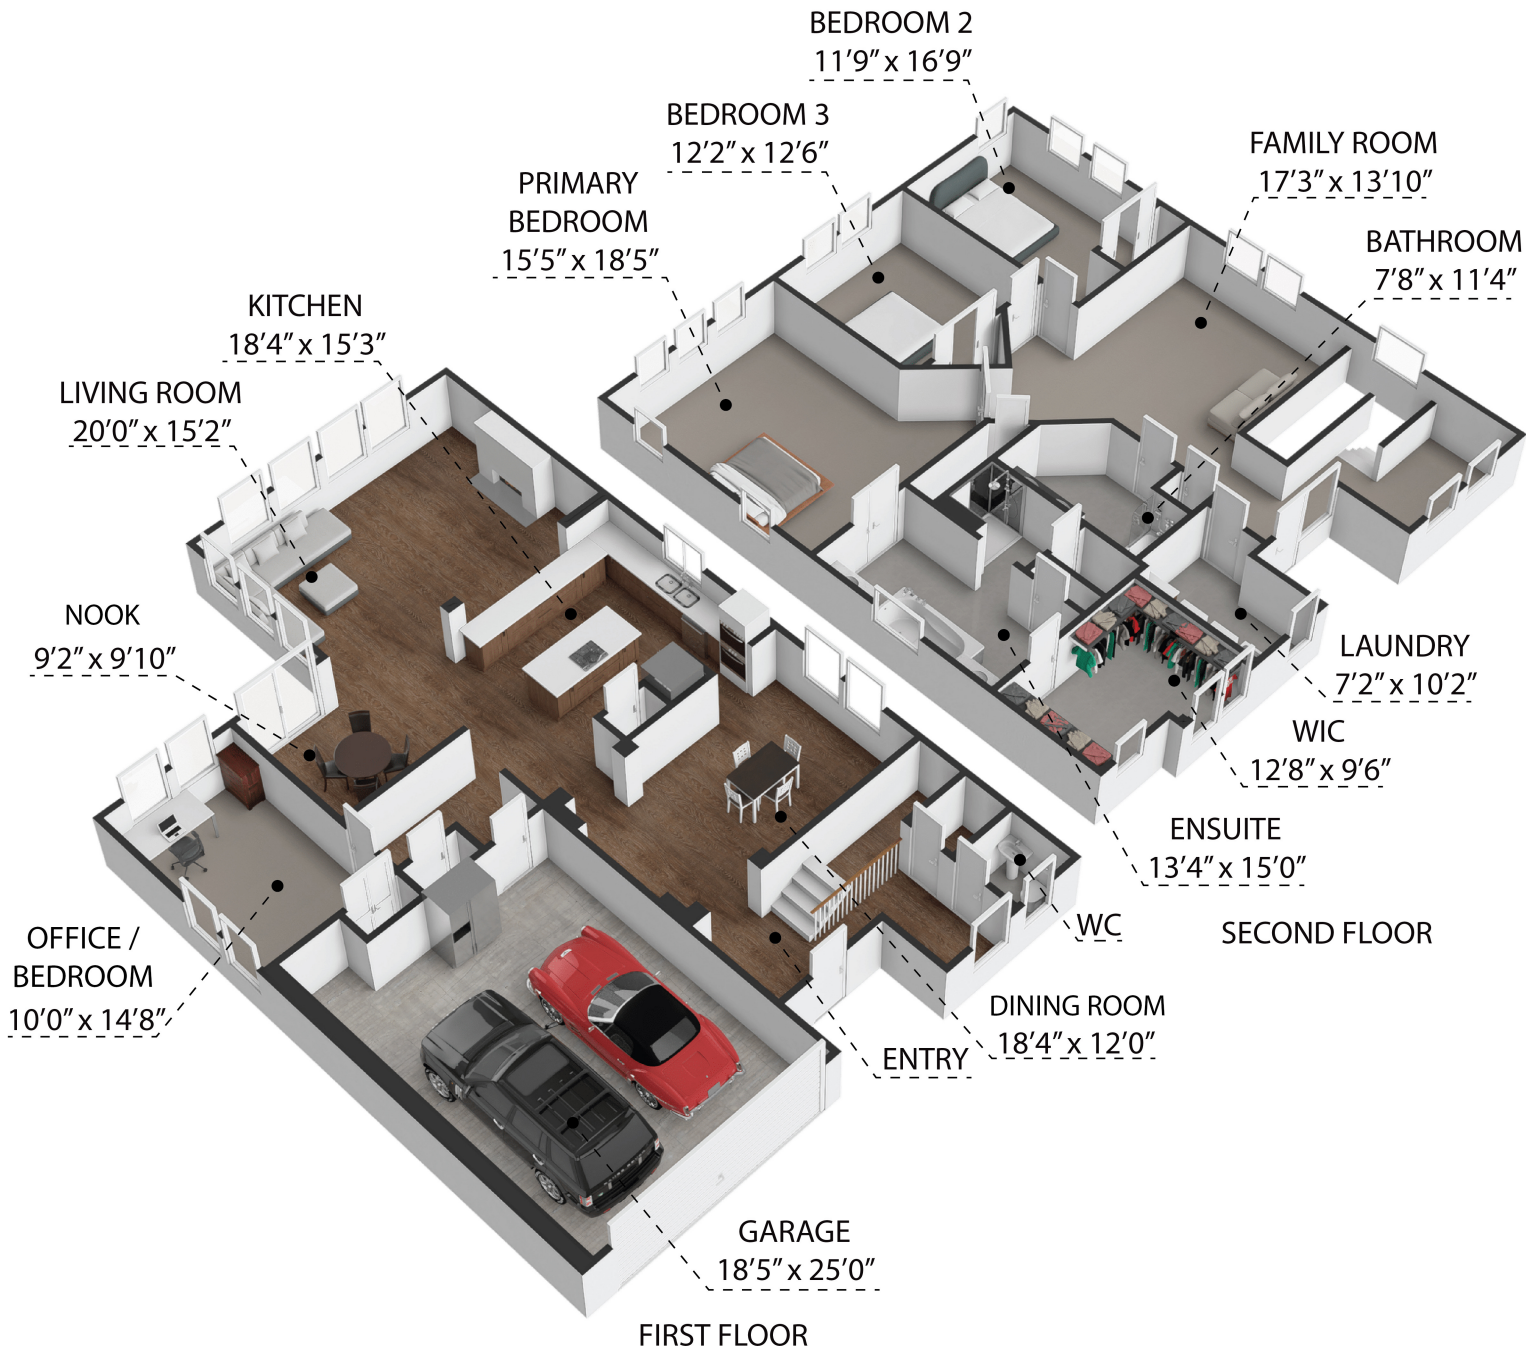 BEDROOM 2
11’9” x 16’9”
BEDROOM 3
12’2” x 12’6”
FAMILY ROOM
17’3” x 13’10”
PRIMARY
BEDROOM
15’5” x 18’5”
BATHROOM
7’8” x 11’4”
KITCHEN
18’4” x 15’3”
LIVING ROOM
20’0” x 15’2”
NOOK
9’2” x 9’10”
LAUNDRY
7’2” x 10’2”
WIC
12’8” x 9’6”
ENSUITE
13’4” x 15’0”
WC
SECOND FLOOR
OFFICE /
BEDROOM
10’0” x 14’8”
DINING ROOM
18’4” x 12’0”
ENTRY
GARAGE
18’5” x 25’0”
FIRST FLOOR